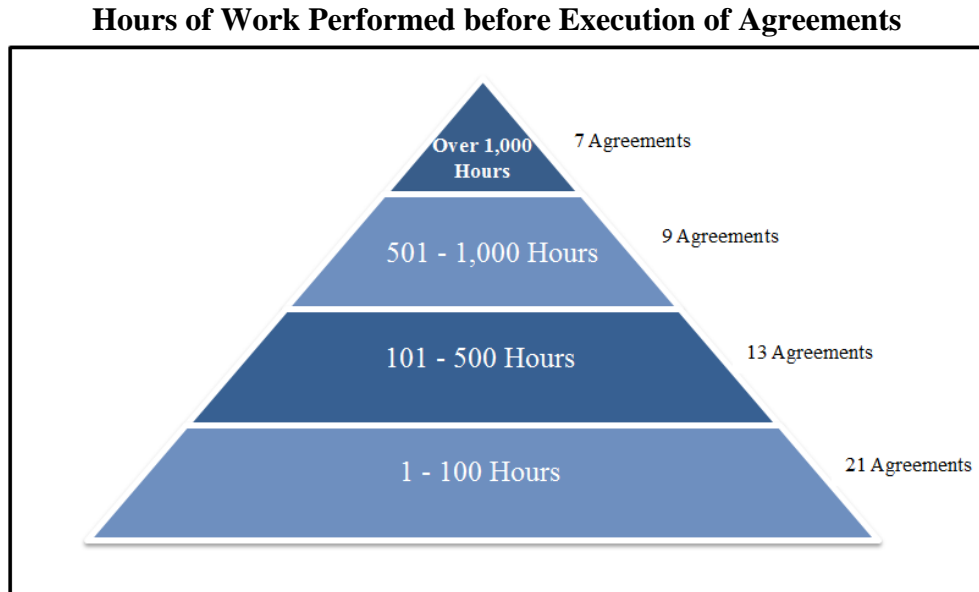 Hours of Work Performed before Execution of Agreements
Over 1,000
Hours
7 Agreements
501 - 1,000 Hours
9 Agreements
101 - 500 Hours
13 Agreements
1 - 100 Hours
21 Agreements